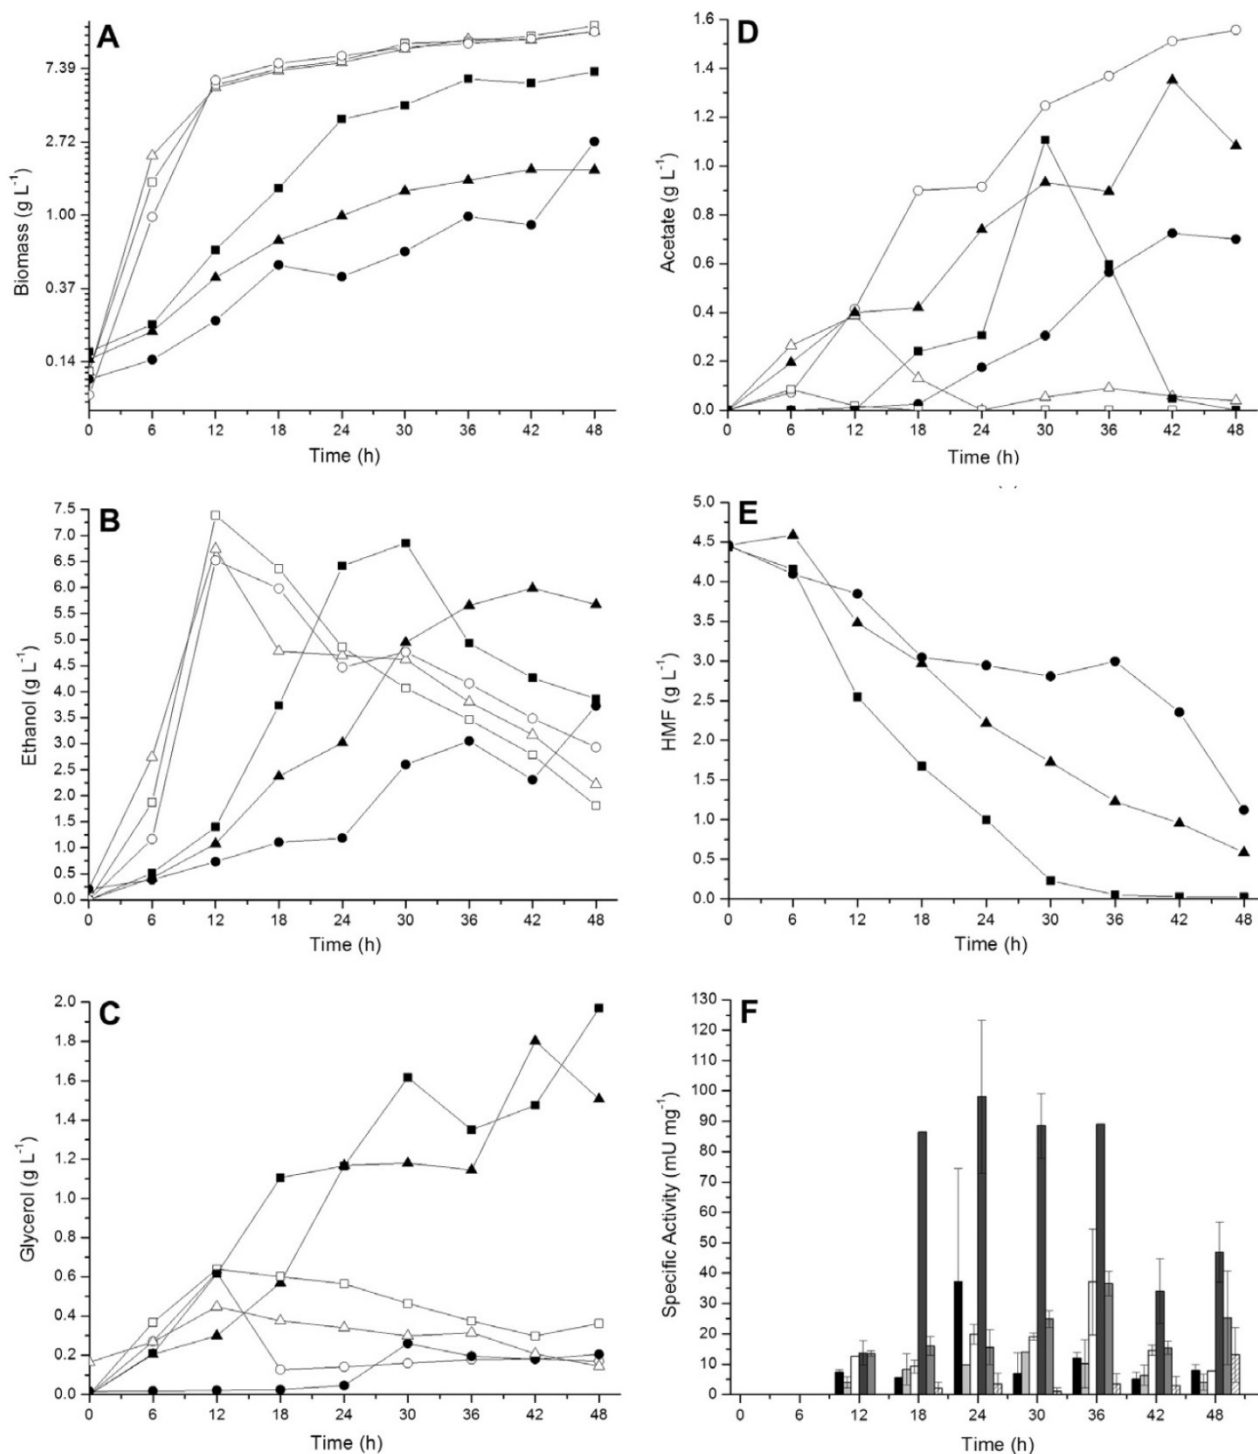 A
Biomass (g L⁻¹)
7.39
2.72
1.00
0.37
0.14
0 6 12 18 24 30 36 42 48
Time (h)
D
Acetate (g L⁻¹)
1.6
1.4
1.2
1.0
0.8
0.6
0.4
0.2
0.0
0 6 12 18 24 30 36 42 48
Time (h)
B
Ethanol (g L⁻¹)
7.5
7.0
6.5
6.0
5.5
5.0
4.5
4.0
3.5
3.0
2.5
2.0
1.5
1.0
0.5
0.0
0 6 12 18 24 30 36 42 48
Time (h)
E
HMF (g L⁻¹)
5.0
4.5
4.0
3.5
3.0
2.5
2.0
1.5
1.0
0.5
0.0
0 6 12 18 24 30 36 42 48
Time (h)
C
Glycerol (g L⁻¹)
2.0
1.8
1.6
1.4
1.2
1.0
0.8
0.6
0.4
0.2
0.0
0 6 12 18 24 30 36 42 48
Time (h)
F
Specific Activity (mU mg⁻¹)
130
120
110
100
90
80
70
60
50
40
30
20
10
0
0 6 12 18 24 30 36 42 48
Time (h)